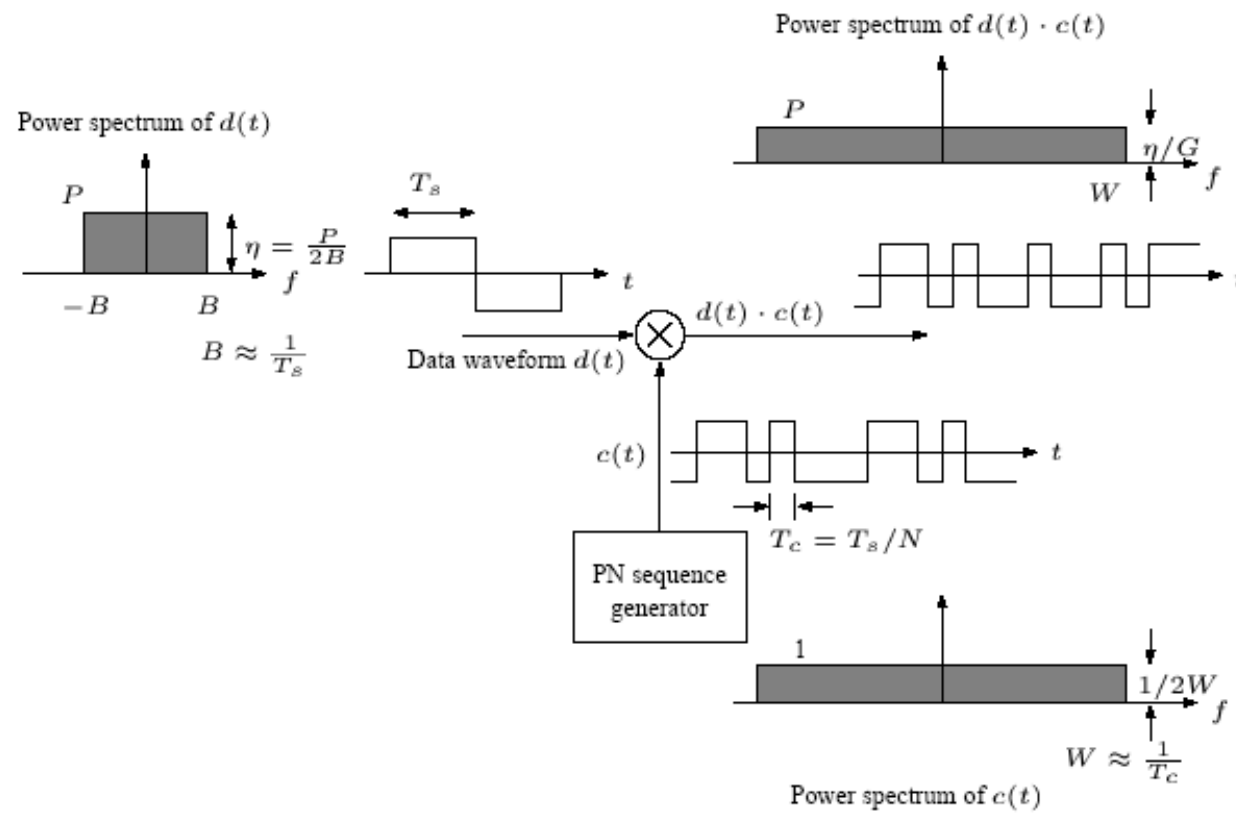 Power spectrum of d(t) · c(t)
P
η/G
W
f
Power spectrum of d(t)
P
η = P/2B
f
−B
B
B ≈ 1/T_s
T_s
t
Data waveform d(t)
d(t) · c(t)
c(t)
t
T_c = T_s/N
PN sequence
generator
1
1/2W
f
W ≈ 1/T_c
Power spectrum of c(t)